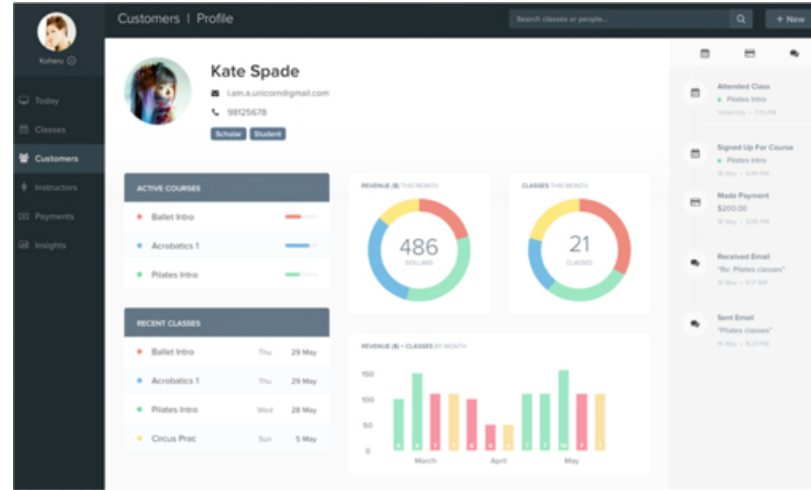 Customers | Profile
Search classes or people...
+ New
Koharu
Today
Classes
Customers
Instructors
Payments
Insights
Kate Spade
i.am.a.unicorn@gmail.com
98125678
Scholar Student
ACTIVE COURSES
Ballet Intro
Acrobatics 1
Pilates Intro
RECENT CLASSES
Ballet Intro Thu 29 May
Acrobatics 1 Thu 29 May
Pilates Intro Wed 28 May
Circus Prac Sun 5 May
REVENUE ($) THIS MONTH
486
DOLLARS
CLASSES THIS MONTH
21
CLASSES
REVENUE ($) + CLASSES BY MONTH
150
100
50
0
March April May
Attended Class
Pilates Intro
Yesterday - 7:15 PM
Signed Up For Course
Pilates Intro
Made Payment
$200.00
Received Email
"Re: Pilates classes"
Sent Email
"Pilates classes"